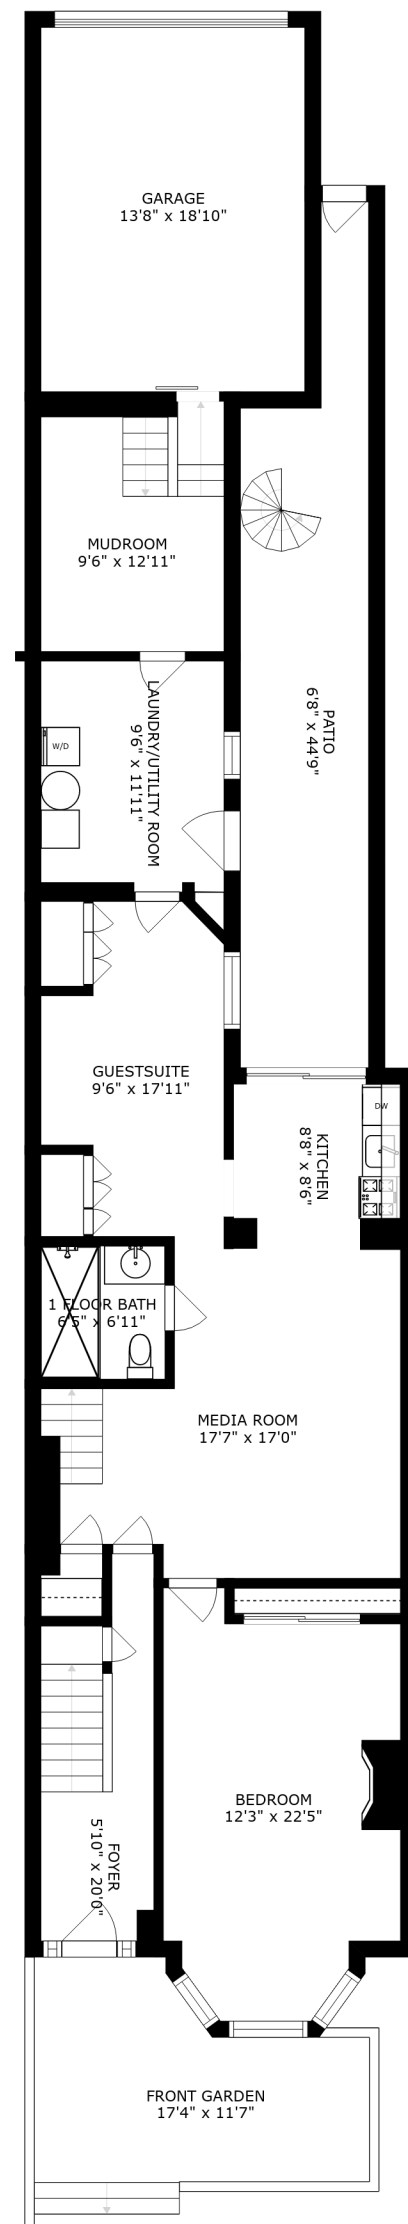 GARAGE
13'8" x 18'10"
MUDROOM
9'6" x 12'11"
PATIO
6'8" x 44'9"
LAUNDRY/UTILITY ROOM
9'6" x 11'11"
W/D
GUESTSUITE
9'6" x 17'11"
DW
KITCHEN
8'8" x 8'6"
1 FLOOR BATH
6'5" x 6'11"
MEDIA ROOM
17'7" x 17'0"
BEDROOM
12'3" x 22'5"
FOYER
5'10" x 20'0"
FRONT GARDEN
17'4" x 11'7"